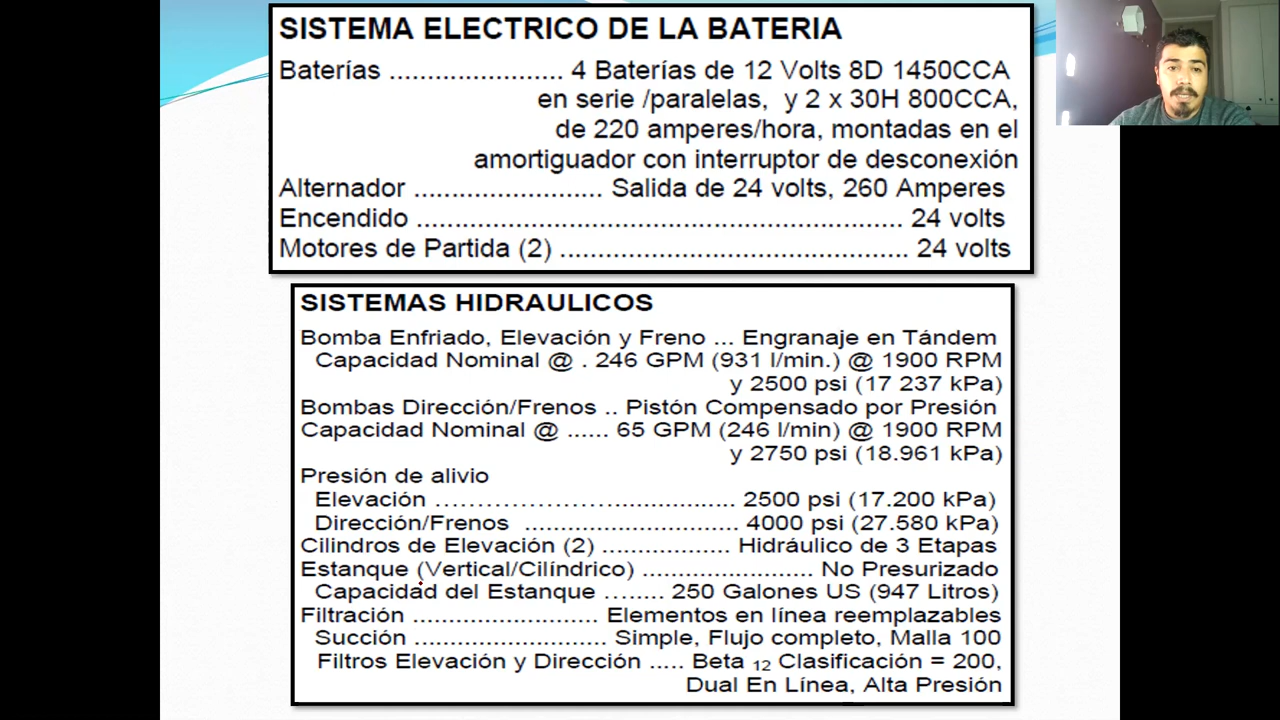 SISTEMA ELECTRICO DE LA BATERIA
Baterías ....................... 4 Baterías de 12 Volts 8D 1450CCA
en serie /paralelas, y 2 x 30H 800CCA,
de 220 amperes/hora, montadas en el
amortiguador con interruptor de desconexión
Alternador ......................... Salida de 24 volts, 260 Amperes
Encendido ................................................................ 24 volts
Motores de Partida (2) .............................................. 24 volts
SISTEMAS HIDRAULICOS
Bomba Enfriado, Elevación y Freno ... Engranaje en Tándem
Capacidad Nominal @ . 246 GPM (931 l/min.) @ 1900 RPM
y 2500 psi (17 237 kPa)
Bombas Dirección/Frenos .. Pistón Compensado por Presión
Capacidad Nominal @ ...... 65 GPM (246 l/min) @ 1900 RPM
y 2750 psi (18.961 kPa)
Presión de alivio
Elevación ..................................... 2500 psi (17.200 kPa)
Dirección/Frenos .............................. 4000 psi (27.580 kPa)
Cilindros de Elevación (2) .................. Hidráulico de 3 Etapas
Estanque (Vertical/Cilíndrico) ........................ No Presurizado
Capacidad del Estanque ........ 250 Galones US (947 Litros)
Filtración .......................... Elementos en línea reemplazables
Succión ........................... Simple, Flujo completo, Malla 100
Filtros Elevación y Dirección ..... Beta 12 Clasificación = 200,
Dual En Línea, Alta Presión